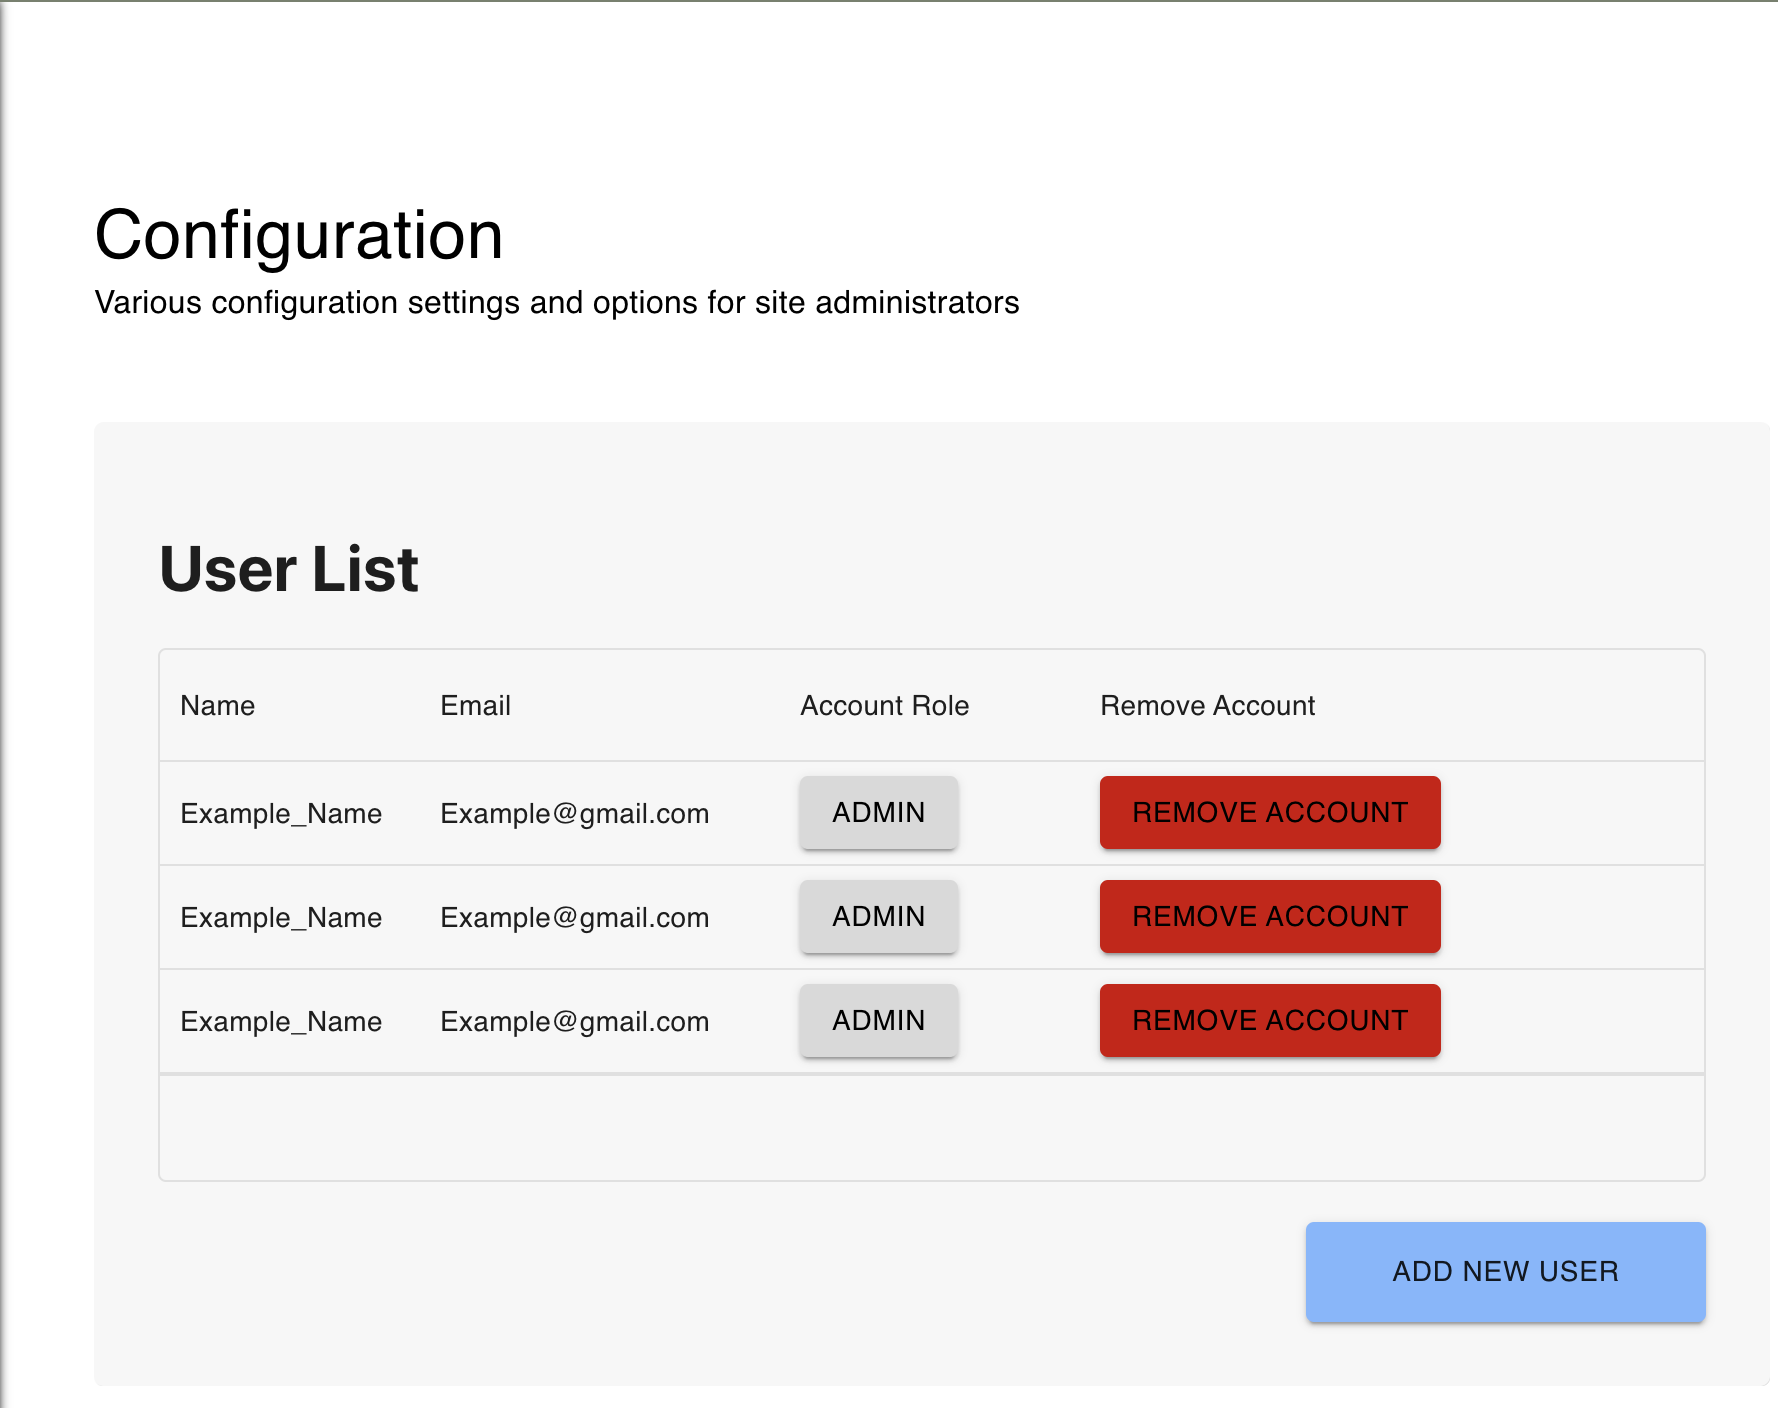 Configuration
Various configuration settings and options for site administrators
User List
Name Email Account Role Remove Account
Example_Name Example@gmail.com ADMIN REMOVE ACCOUNT
Example_Name Example@gmail.com ADMIN REMOVE ACCOUNT
Example_Name Example@gmail.com ADMIN REMOVE ACCOUNT
ADD NEW USER